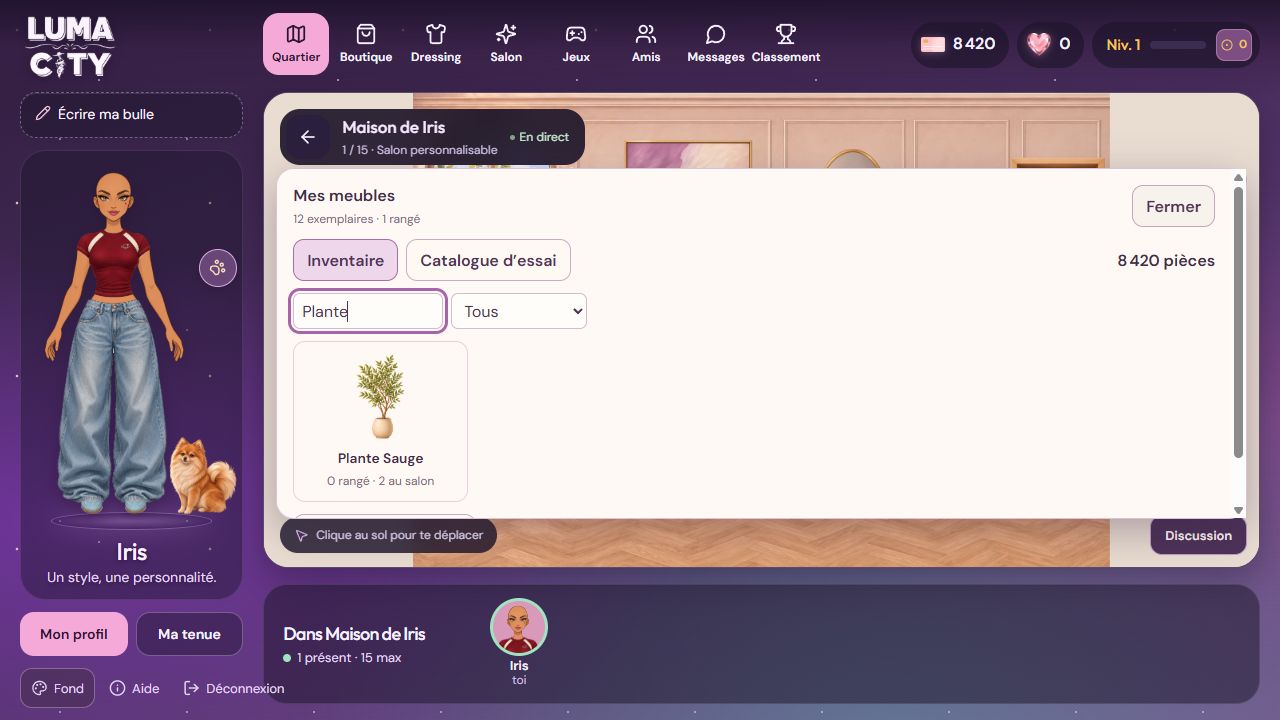 LUMA
CITY
Quartier
Boutique
Dressing
Salon
Jeux
Amis
Messages
Classement
8 420
0
Niv. 1
0
Écrire ma bulle
Iris
Un style, une personnalité.
Mon profil
Ma tenue
Fond
Aide
Déconnexion
Maison de Iris
1 / 15 · Salon personnalisable
En direct
Mes meubles
12 exemplaires · 1 rangé
Fermer
Inventaire
Catalogue d’essai
8 420 pièces
Plante
Tous
Plante Sauge
0 rangé · 2 au salon
Clique au sol pour te déplacer
Discussion
Dans Maison de Iris
1 présent · 15 max
Iris
toi